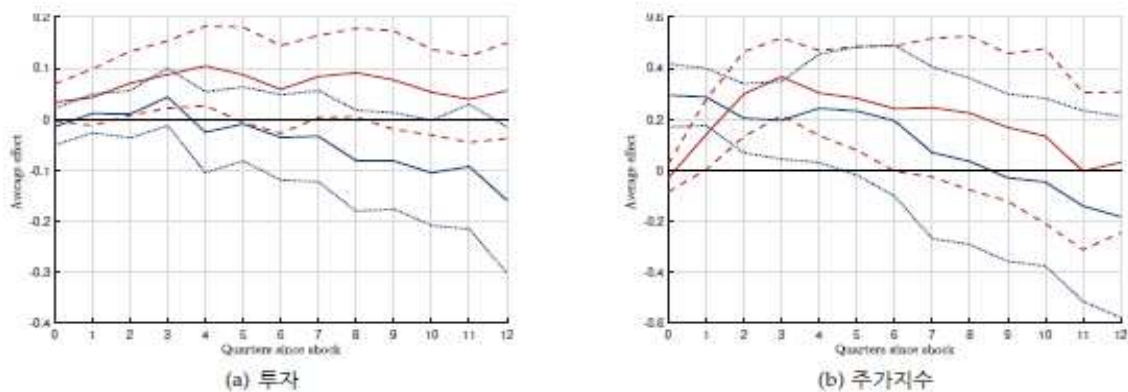 0.2
0.1
0
-0.1
-0.2
-0.3
-0.4
Average effect
0 1 2 3 4 5 6 7 8 9 10 11 12
Quarters since shock
(a) 투자
0.6
0.4
0.2
0
-0.2
-0.4
-0.6
Average effect
0 1 2 3 4 5 6 7 8 9 10 11 12
Quarters since shock
(b) 주가지수